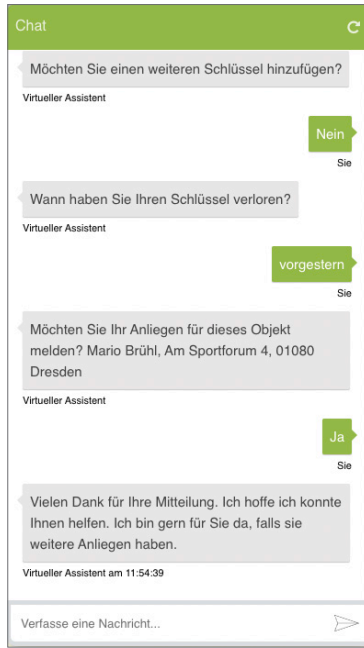 Chat
Möchten Sie einen weiteren Schlüssel hinzufügen?
Virtueller Assistent
Nein
Sie
Wann haben Sie Ihren Schlüssel verloren?
Virtueller Assistent
vorgestern
Sie
Möchten Sie Ihr Anliegen für dieses Objekt
melden? Mario Brühl, Am Sportforum 4, 01080
Dresden
Virtueller Assistent
Ja
Sie
Vielen Dank für Ihre Mitteilung. Ich hoffe ich konnte
Ihnen helfen. Ich bin gern für Sie da, falls sie
weitere Anliegen haben.
Virtueller Assistent am 11:54:39
Verfasse eine Nachricht...